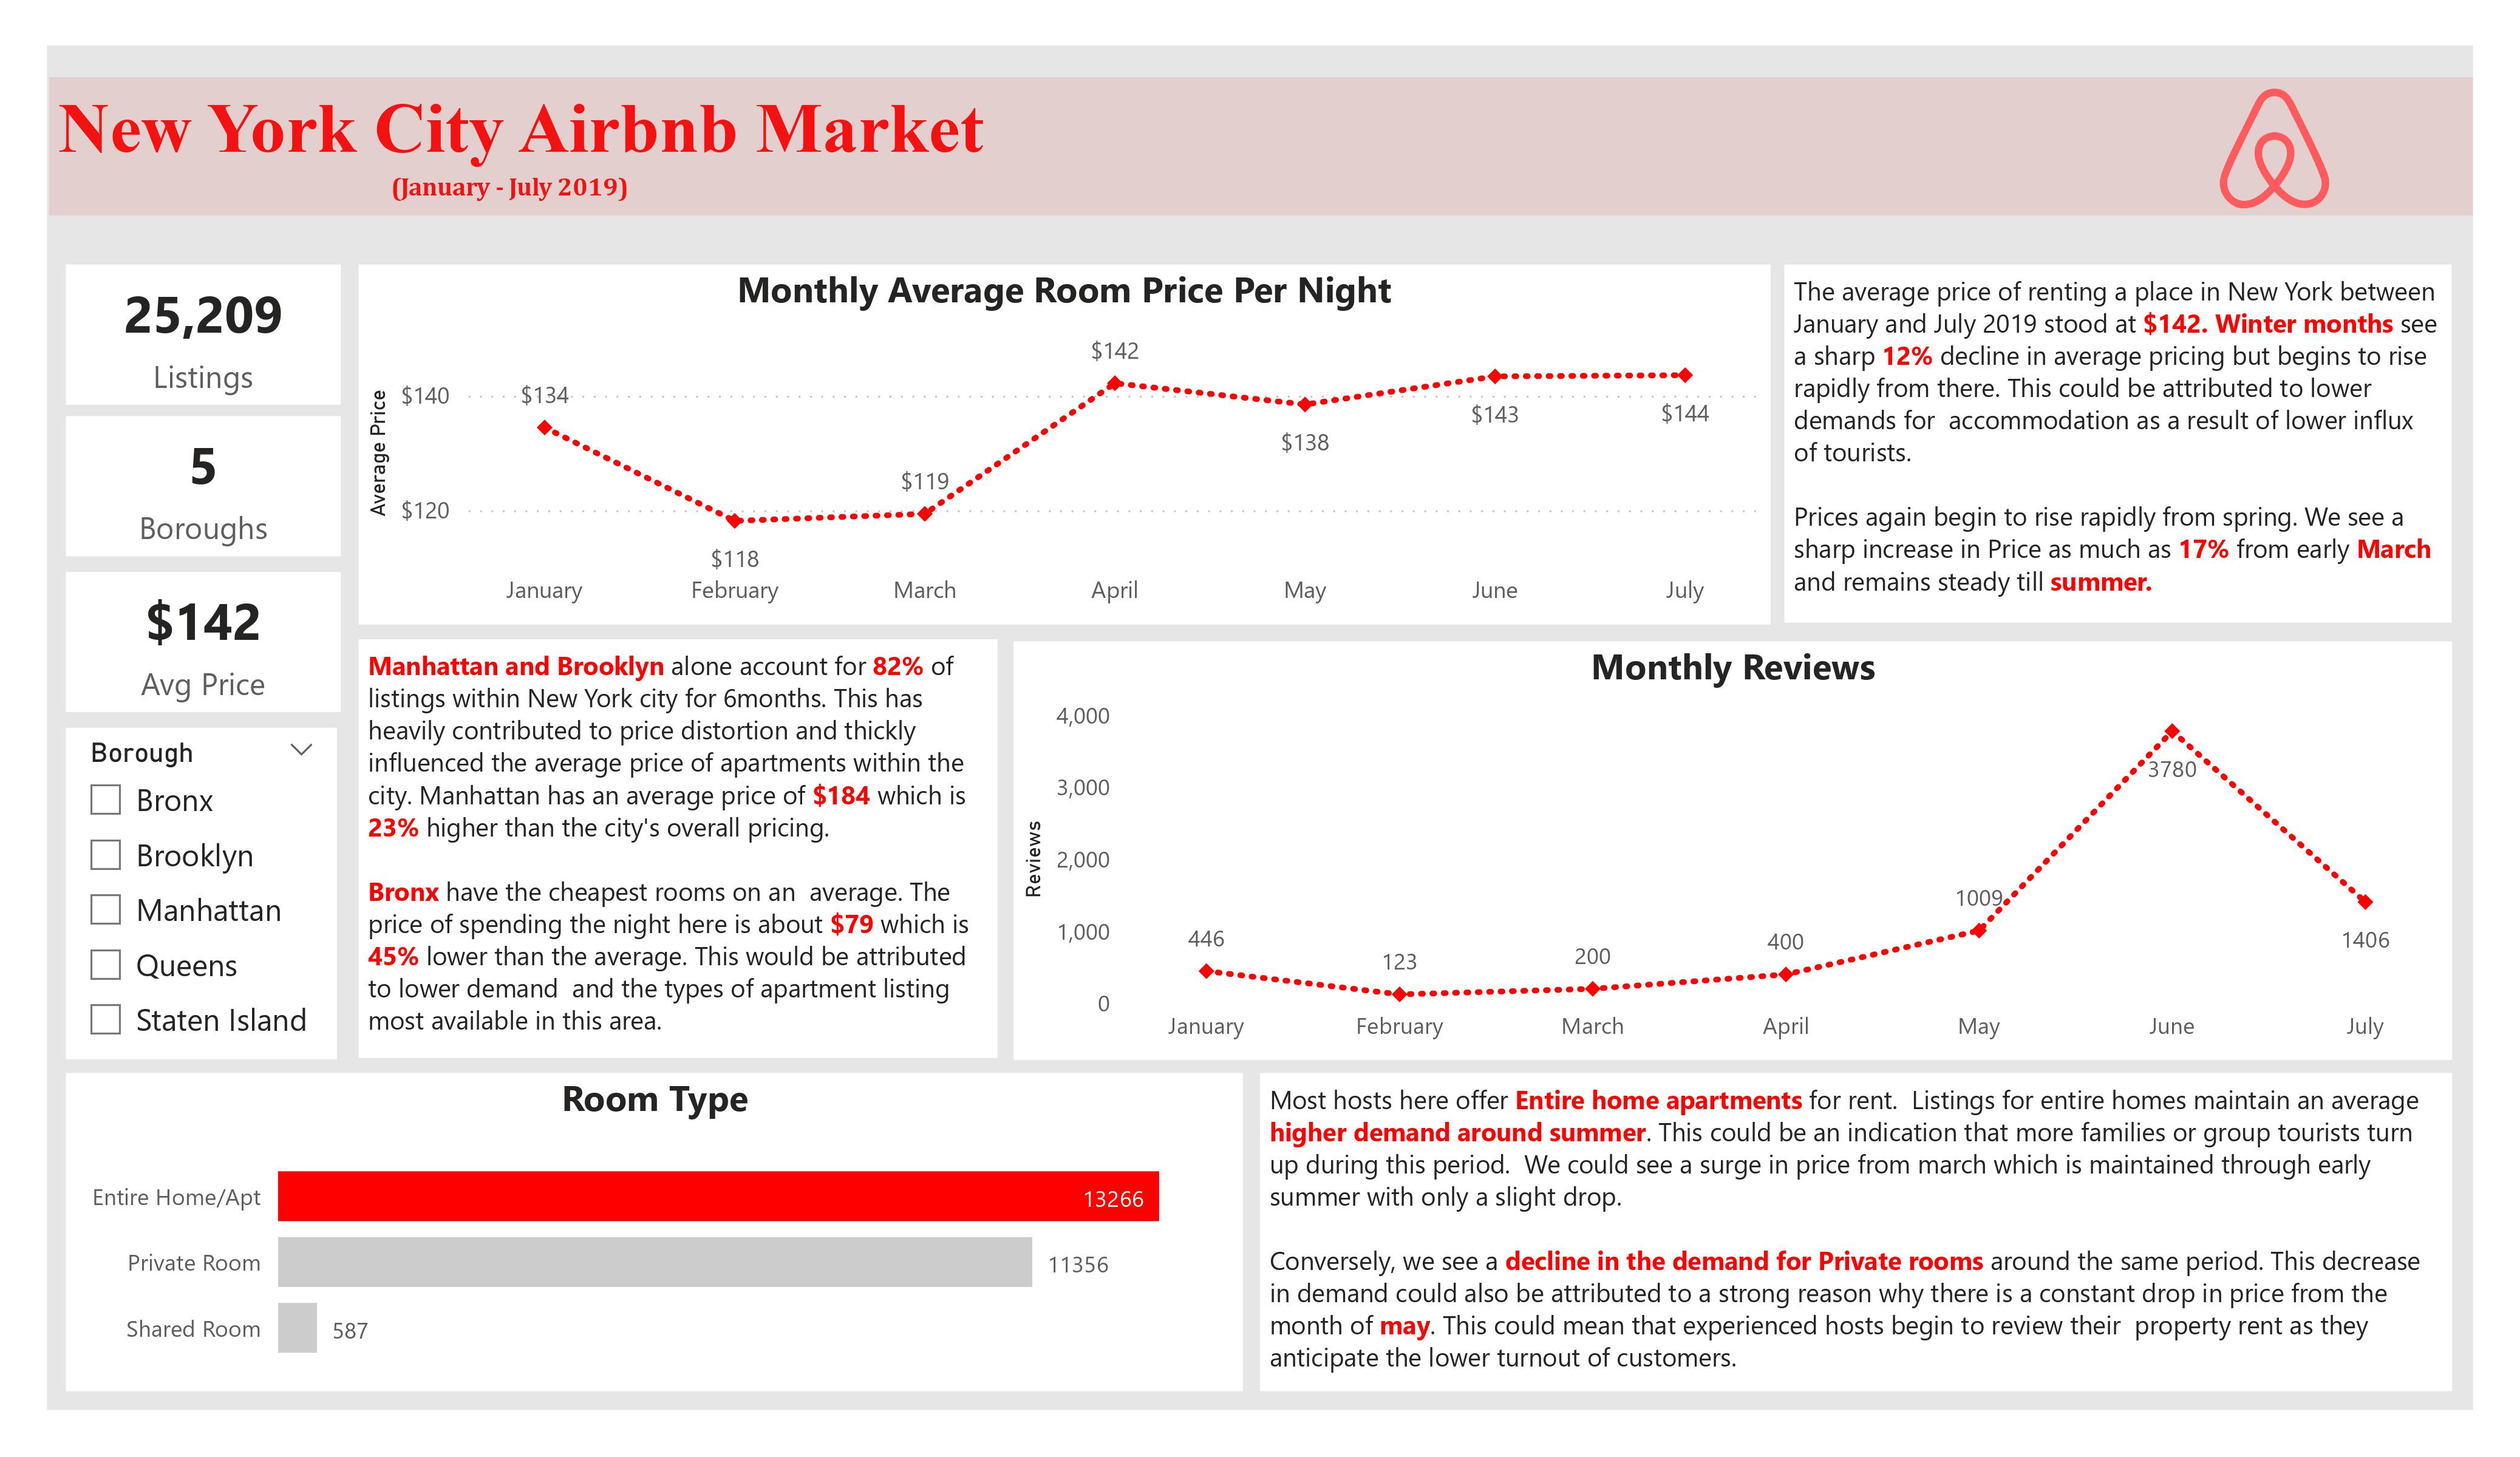 New York City Airbnb Market
(January - July 2019)
25,209
Listings
5
Boroughs
$142
Avg Price
Borough
Bronx
Brooklyn
Manhattan
Queens
Staten Island
Monthly Average Room Price Per Night
Average Price
$140
$120
$134
$118
$119
$142
$138
$143
$144
January February March April May June July
The average price of renting a place in New York between
January and July 2019 stood at $142. Winter months see
a sharp 12% decline in average pricing but begins to rise
rapidly from there. This could be attributed to lower
demands for  accommodation as a result of lower influx
of tourists.
Prices again begin to rise rapidly from spring. We see a
sharp increase in Price as much as 17% from early March
and remains steady till summer.
Manhattan and Brooklyn alone account for 82% of
listings within New York city for 6months. This has
heavily contributed to price distortion and thickly
influenced the average price of apartments within the
city. Manhattan has an average price of $184 which is
23% higher than the city's overall pricing.
Bronx have the cheapest rooms on an  average. The
price of spending the night here is about $79 which is
45% lower than the average. This would be attributed
to lower demand  and the types of apartment listing
most available in this area.
Monthly Reviews
Reviews
4,000
3,000
2,000
1,000
0
446
123
200
400
1009
3780
1406
January February March April May June July
Room Type
Entire Home/Apt 13266
Private Room 11356
Shared Room 587
Most hosts here offer Entire home apartments for rent.  Listings for entire homes maintain an average
higher demand around summer. This could be an indication that more families or group tourists turn
up during this period.  We could see a surge in price from march which is maintained through early
summer with only a slight drop.
Conversely, we see a decline in the demand for Private rooms around the same period. This decrease
in demand could also be attributed to a strong reason why there is a constant drop in price from the
month of may. This could mean that experienced hosts begin to review their  property rent as they
anticipate the lower turnout of customers.